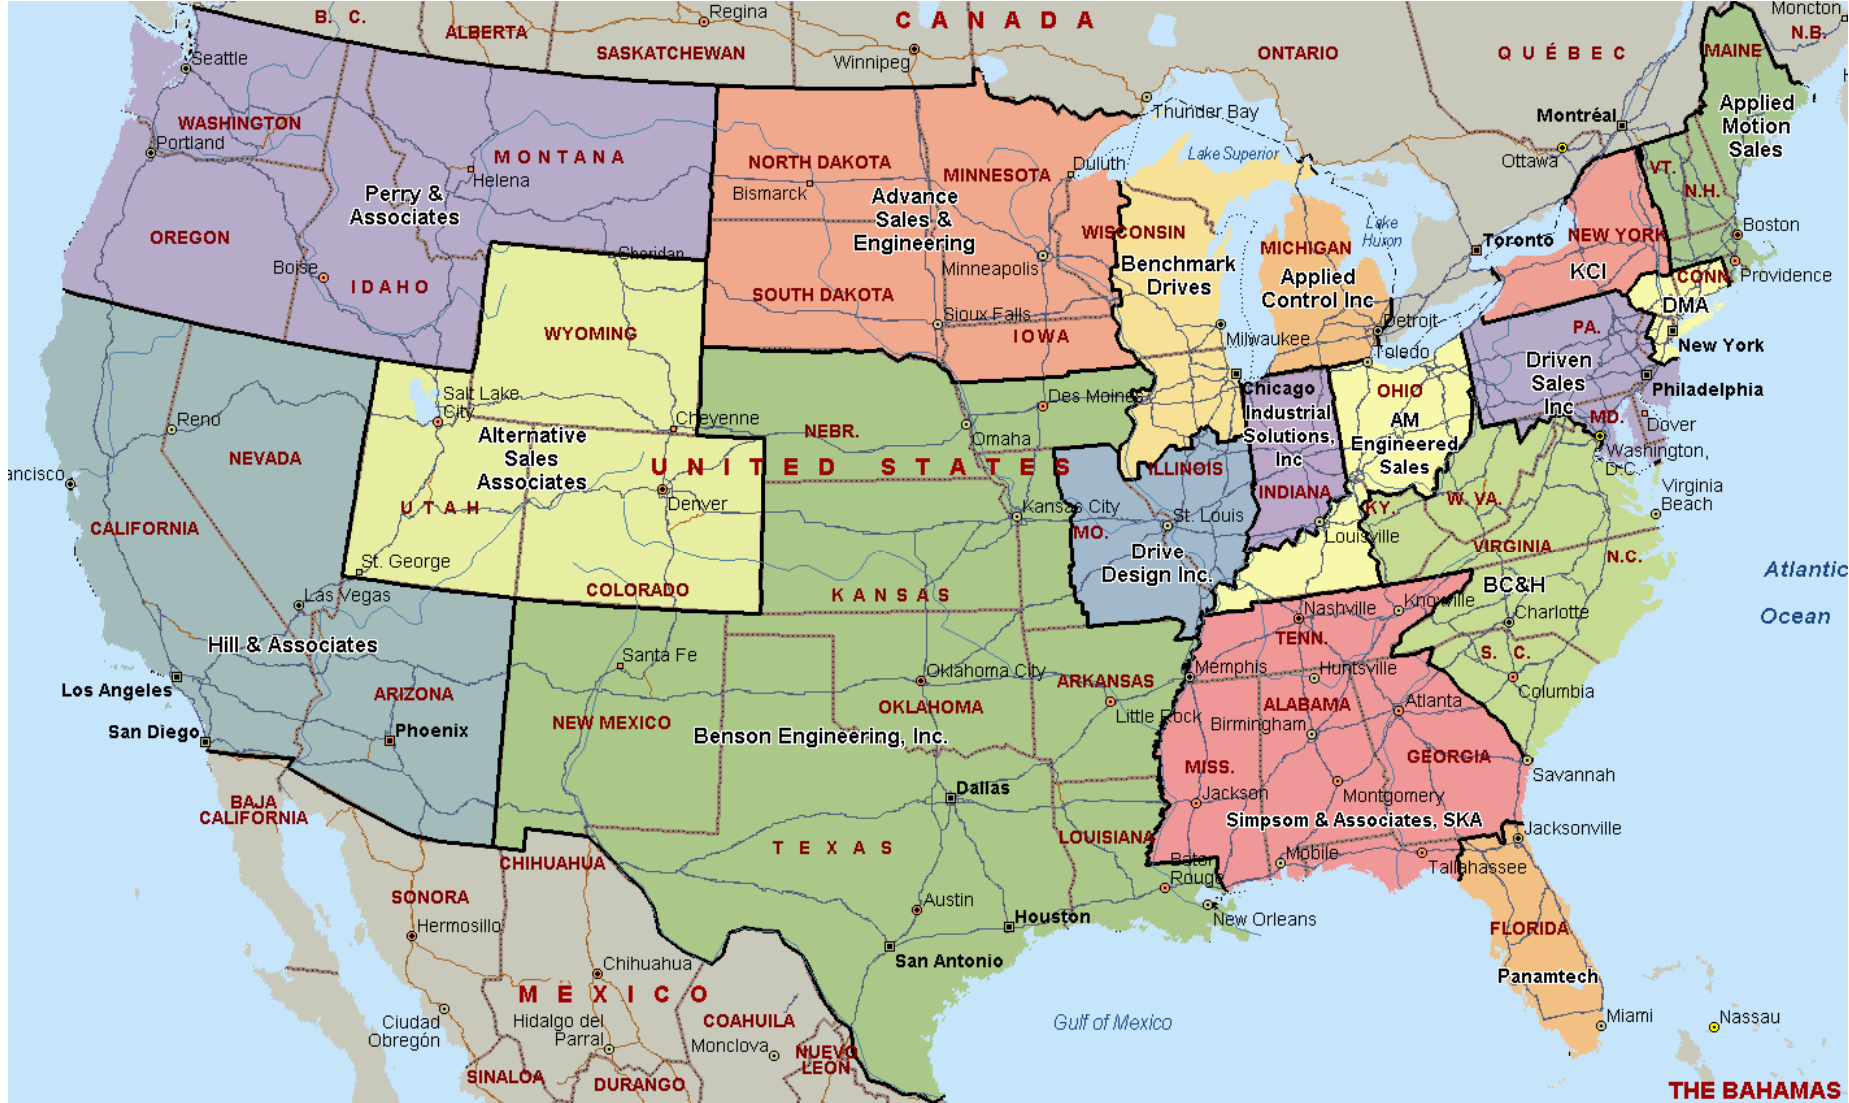 B. C.
ALBERTA
Regina
SASKATCHEWAN
CANADA
Winnipeg
ONTARIO
QUÉBEC
Moncton
N.B.
MAINE
Seattle
WASHINGTON
Portland
MONTANA
Helena
Perry &
Associates
OREGON
Boise
IDAHO
NORTH DAKOTA
Bismarck
MINNESOTA
Duluth
Thunder Bay
Lake Superior
Advance
Sales &
Engineering
Minneapolis
SOUTH DAKOTA
Sioux Falls
IOWA
WISCONSIN
Benchmark
Drives
Milwaukee
MICHIGAN
Applied
Control Inc
Lake
Huron
Detroit
Toledo
Toronto
Ottawa
Montréal
Applied
Motion
Sales
VT.
N.H.
Boston
NEW YORK
KCI
CONN.
Providence
DMA
New York
PA.
Driven
Sales
Inc
Philadelphia
MD.
Dover
Washington,
D.C.
Virginia
Beach
Sheridan
WYOMING
Salt Lake
City
Cheyenne
Alternative
Sales
Associates
Denver
UTAH
St. George
COLORADO
Reno
NEVADA
ancisco
CALIFORNIA
Las Vegas
Hill & Associates
Los Angeles
San Diego
ARIZONA
Phoenix
UNITED STATES
NEBR.
Omaha
Des Moines
Kansas City
KANSAS
MO.
ILLINOIS
St. Louis
Drive
Design Inc.
Chicago
Industrial
Solutions,
Inc
INDIANA
OHIO
AM
Engineered
Sales
KY.
Louisville
W. VA.
VIRGINIA
N.C.
BC&H
Charlotte
S. C.
Columbia
Atlantic
Ocean
Santa Fe
NEW MEXICO
Oklahoma City
OKLAHOMA
Benson Engineering, Inc.
ARKANSAS
Little Rock
Memphis
Nashville
Knoxville
TENN.
Huntsville
ALABAMA
Birmingham
Atlanta
GEORGIA
Savannah
MISS.
Jackson
Montgomery
Simpsom & Associates, SKA
Dallas
TEXAS
LOUISIANA
Baton
Rouge
Mobile
Tallahassee
Jacksonville
New Orleans
Austin
Houston
San Antonio
FLORIDA
Panamtech
Miami
Nassau
THE BAHAMAS
Gulf of Mexico
BAJA
CALIFORNIA
SONORA
Hermosillo
CHIHUAHUA
Chihuahua
MEXICO
Ciudad
Obregón
Hidalgo del
Parral
COAHUILA
Monclova
NUEVO
LEÓN
SINALOA
DURANGO